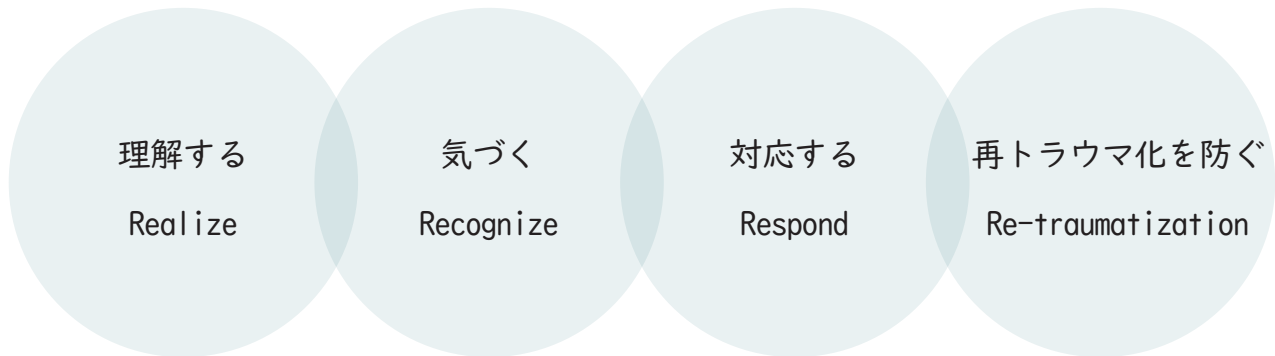 理解する
Realize
気づく
Recognize
対応する
Respond
再トラウマ化を防ぐ
Re-traumatization